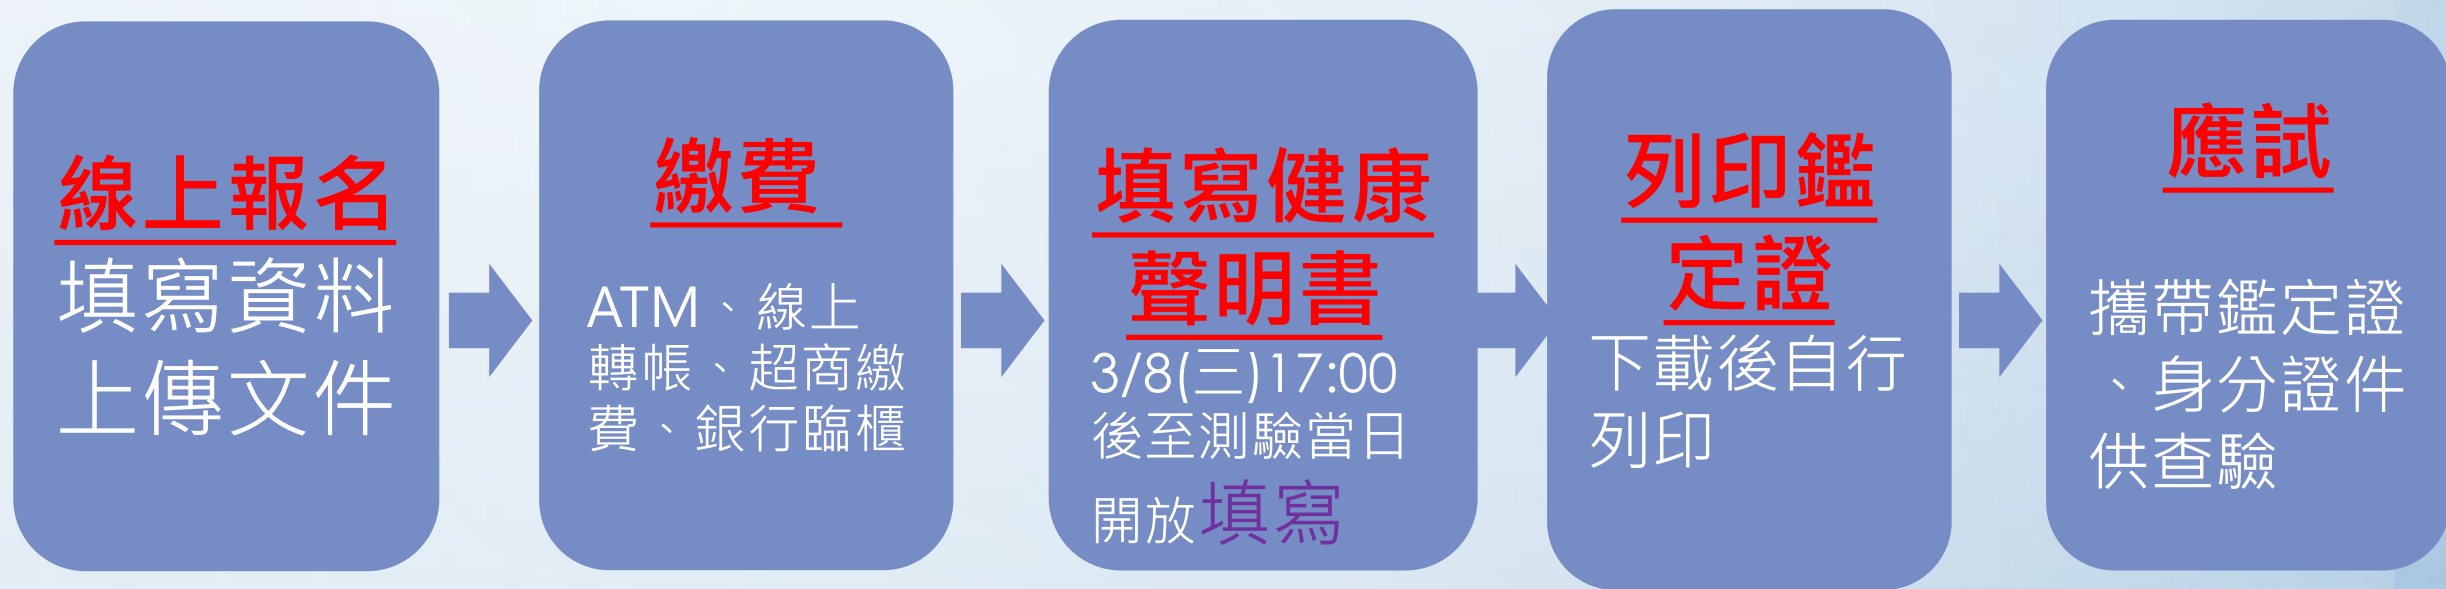 線上報名
填寫資料
上傳文件
繳費
ATM、線上
轉帳、超商繳
費、銀行臨櫃
填寫健康
聲明書
3/8(三)17:00
後至測驗當日
開放填寫
列印鑑
定證
下載後自行
列印
應試
攜帶鑑定證
、身分證件
供查驗